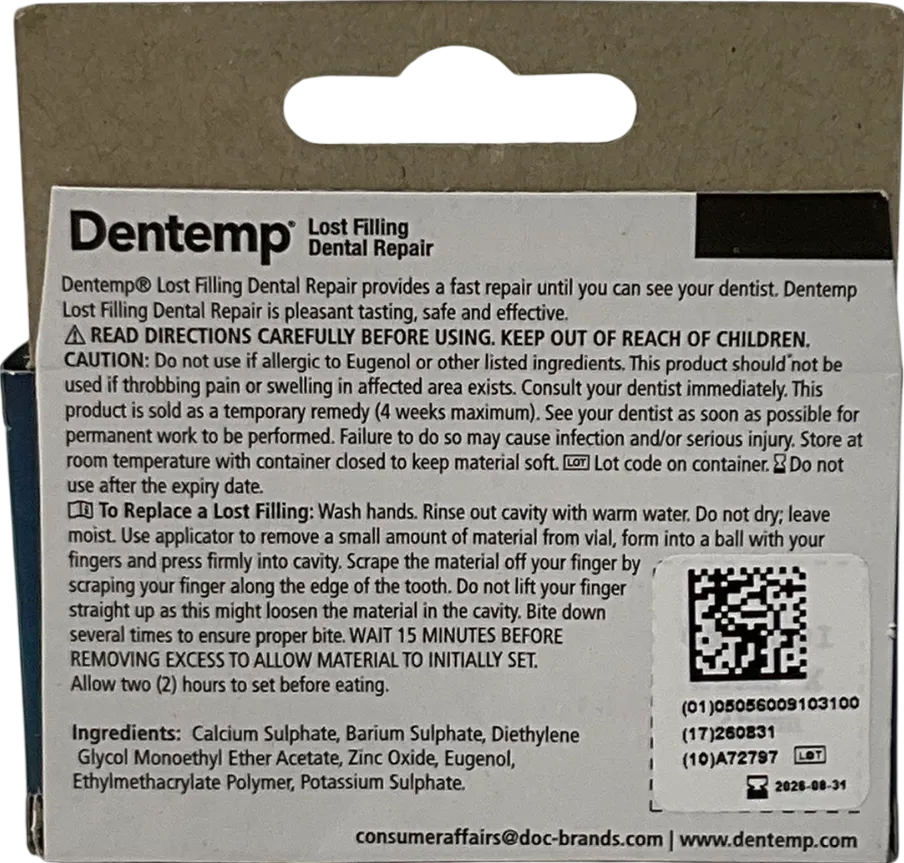 Dentemp® Lost Filling
Dental Repair
Dentemp® Lost Filling Dental Repair provides a fast repair until you can see your dentist. Dentemp
Lost Filling Dental Repair is pleasant tasting, safe and effective.
⚠ READ DIRECTIONS CAREFULLY BEFORE USING. KEEP OUT OF REACH OF CHILDREN.
CAUTION: Do not use if allergic to Eugenol or other listed ingredients. This product should not be
used if throbbing pain or swelling in affected area exists. Consult your dentist immediately. This
product is sold as a temporary remedy (4 weeks maximum). See your dentist as soon as possible for
permanent work to be performed. Failure to do so may cause infection and/or serious injury. Store at
room temperature with container closed to keep material soft. LOT Lot code on container. Do not
use after the expiry date.
To Replace a Lost Filling: Wash hands. Rinse out cavity with warm water. Do not dry; leave
moist. Use applicator to remove a small amount of material from vial, form into a ball with your
fingers and press firmly into cavity. Scrape the material off your finger by
scraping your finger along the edge of the tooth. Do not lift your finger
straight up as this might loosen the material in the cavity. Bite down
several times to ensure proper bite. WAIT 15 MINUTES BEFORE
REMOVING EXCESS TO ALLOW MATERIAL TO INITIALLY SET.
Allow two (2) hours to set before eating.
Ingredients: Calcium Sulphate, Barium Sulphate, Diethylene
Glycol Monoethyl Ether Acetate, Zinc Oxide, Eugenol,
Ethylmethacrylate Polymer, Potassium Sulphate.
(01)05056009103100
(17)260831
(10)A72797 LOT
2026-08-31
consumeraffairs@doc-brands.com | www.dentemp.com